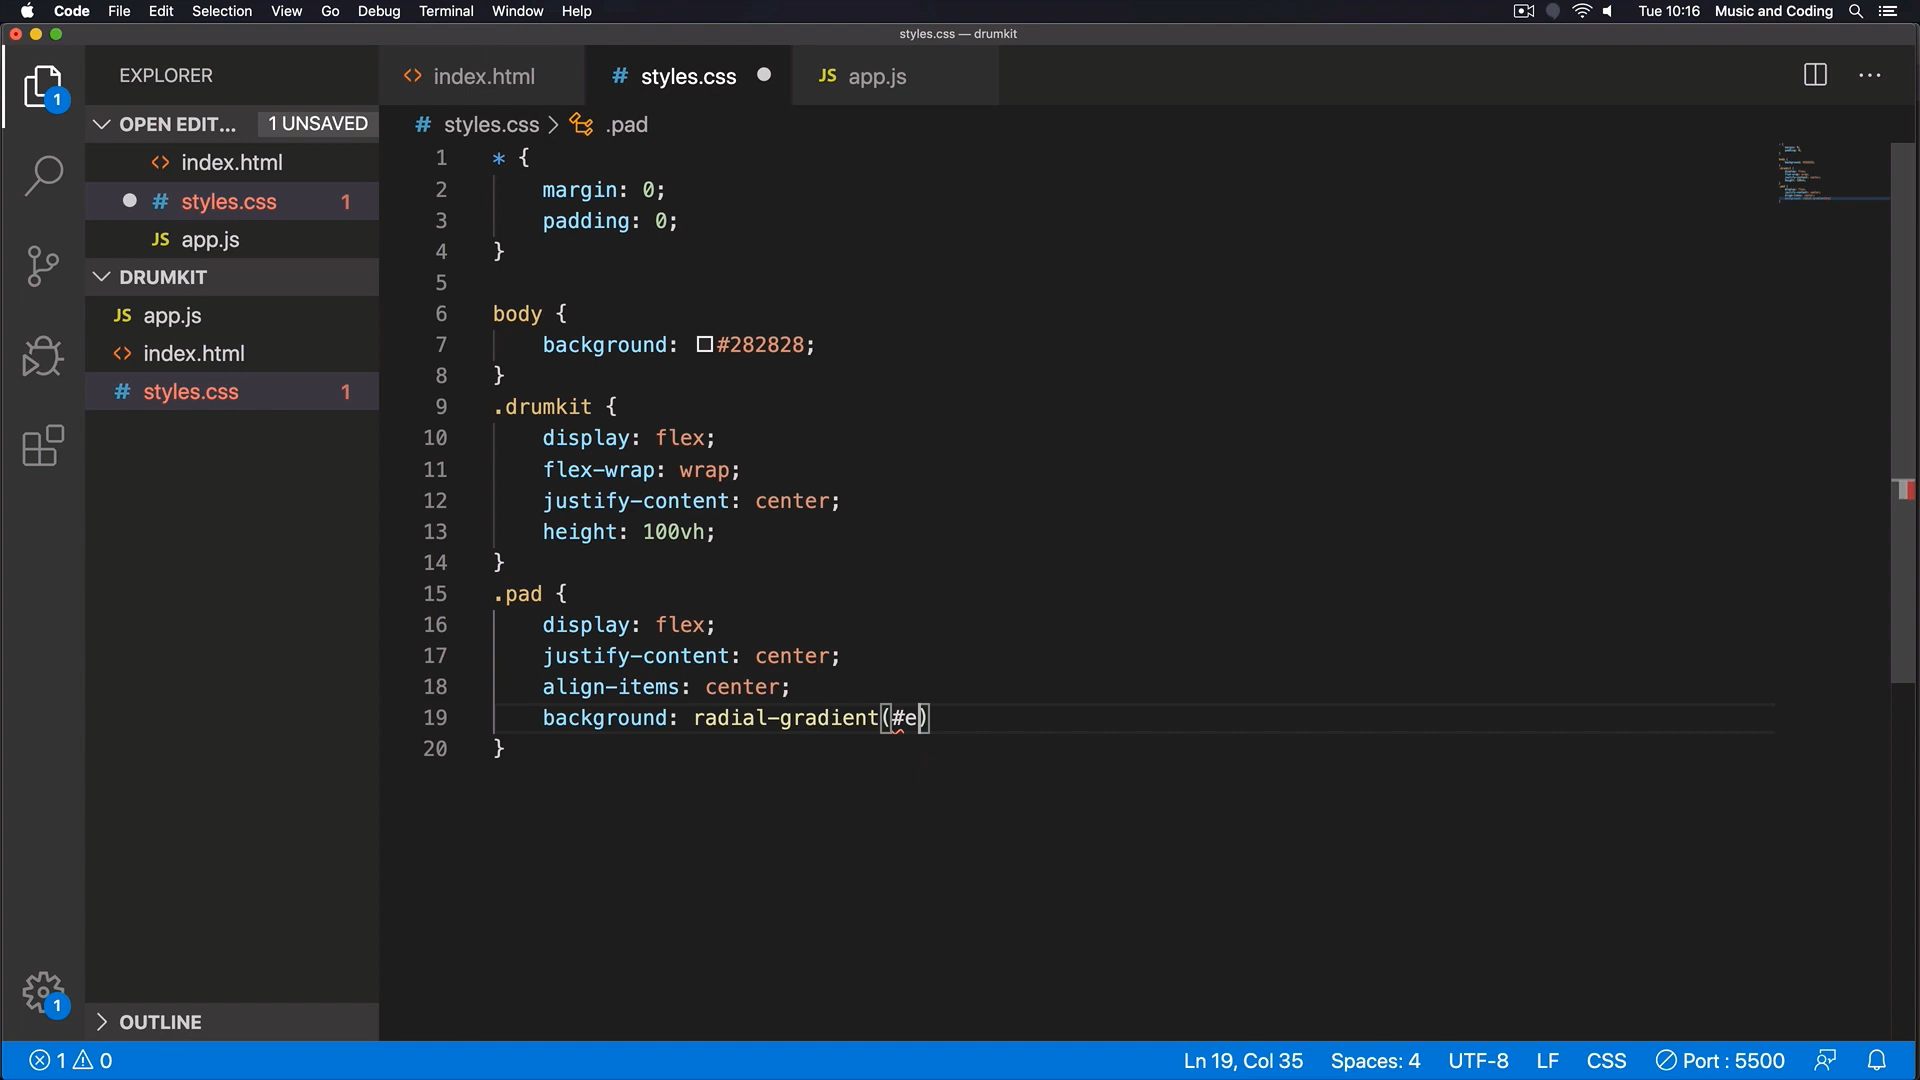 Code File Edit Selection View Go Debug Terminal Window Help Tue 10:16 Music and Coding
styles.css — drumkit
EXPLORER
index.html
# styles.css
JS app.js
OPEN EDIT... 1 UNSAVED
index.html
# styles.css 1
JS app.js
DRUMKIT
JS app.js
index.html
# styles.css 1
OUTLINE
1
1
# styles.css > .pad
1 * {
2 margin: 0;
3 padding: 0;
4 }
5
6 body {
7 background: #282828;
8 }
9 .drumkit {
10 display: flex;
11 flex-wrap: wrap;
12 justify-content: center;
13 height: 100vh;
14 }
15 .pad {
16 display: flex;
17 justify-content: center;
18 align-items: center;
19 background: radial-gradient(#e)
20 }
1 0 Ln 19, Col 35 Spaces: 4 UTF-8 LF CSS Port : 5500